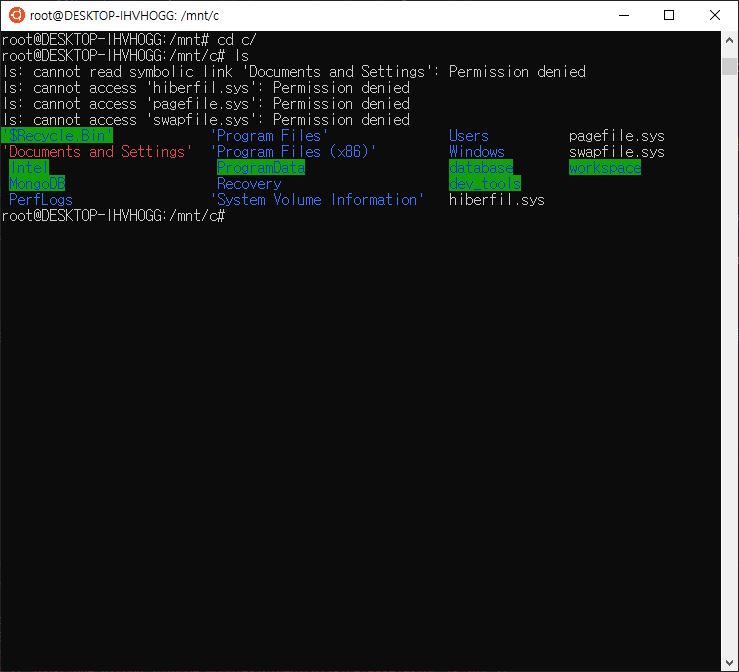 root@DESKTOP-IHVHOGG: /mnt/c
root@DESKTOP-IHVHOGG:/mnt# cd c/
root@DESKTOP-IHVHOGG:/mnt/c# ls
ls: cannot read symbolic link 'Documents and Settings': Permission denied
ls: cannot access 'hiberfil.sys': Permission denied
ls: cannot access 'pagefile.sys': Permission denied
ls: cannot access 'swapfile.sys': Permission denied
'$Recycle.Bin' 'Program Files' Users pagefile.sys
'Documents and Settings' 'Program Files (x86)' Windows swapfile.sys
Intel ProgramData database workspace
MongoDB Recovery dev_tools
PerfLogs 'System Volume Information' hiberfil.sys
root@DESKTOP-IHVHOGG:/mnt/c#